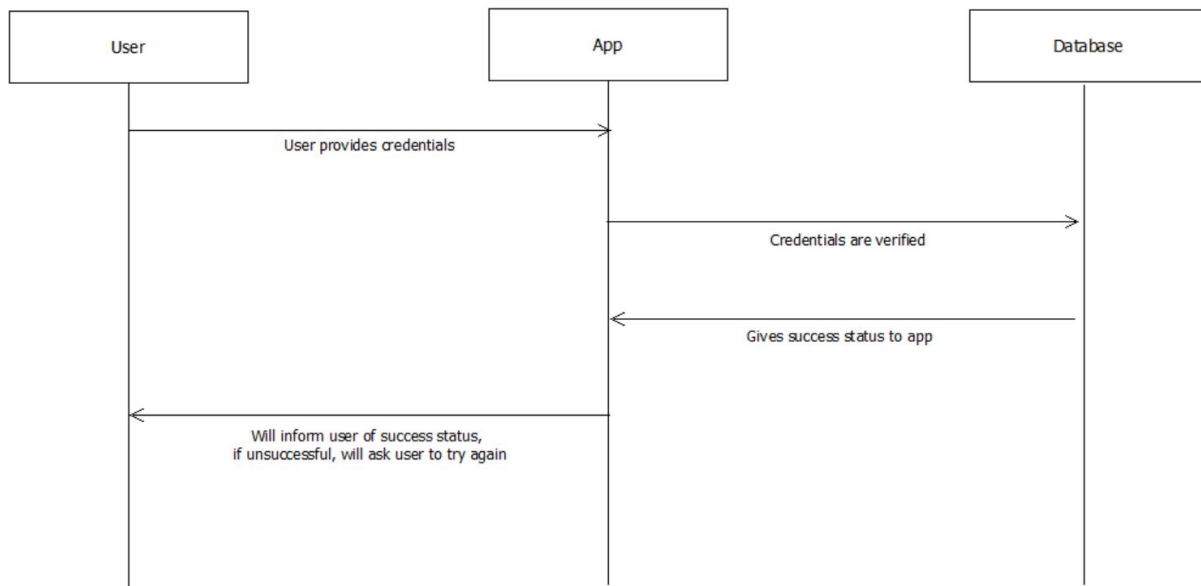 User
App
Database
User provides credentials
Credentials are verified
Gives success status to app
Will inform user of success status,
if unsuccessful, will ask user to try again